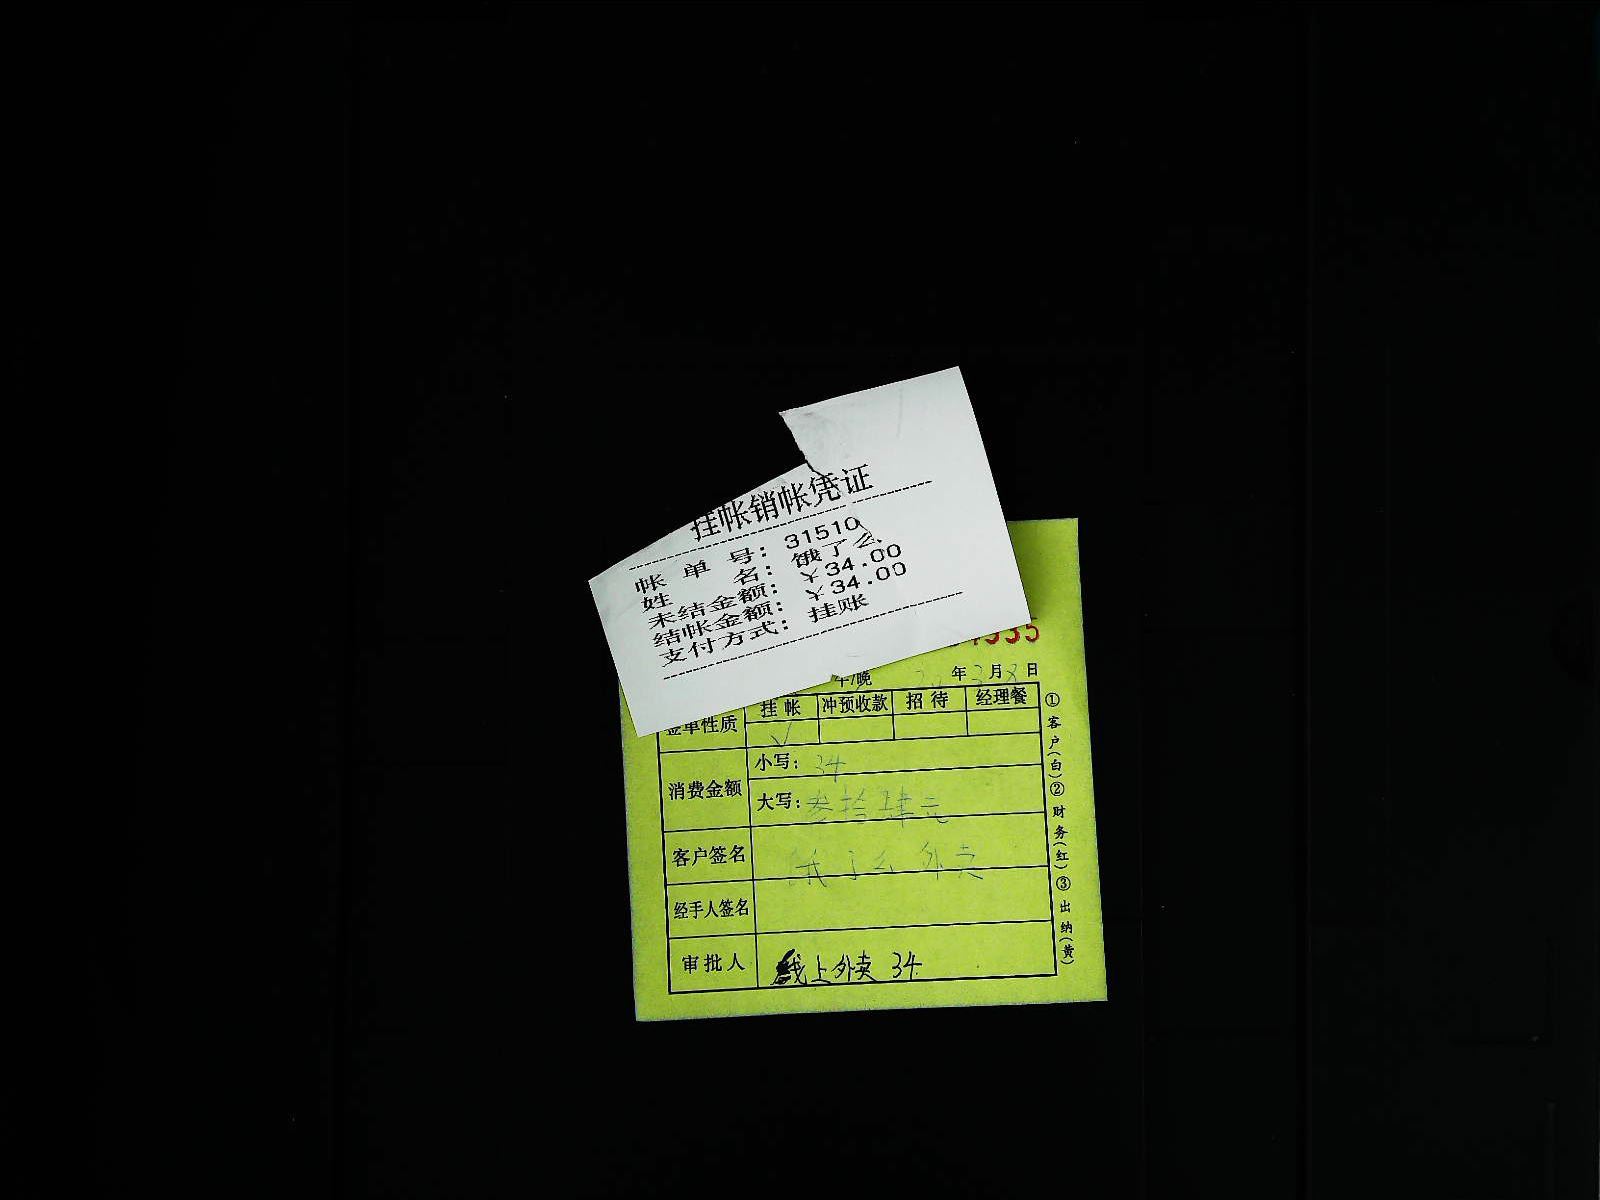 挂帐销帐凭证
帐单号：31510
姓名：饿了么
未结金额：￥34.00
结帐金额：￥34.00
支付方式：挂账
4935
午/晚 年3月8日
签单性质 挂帐 冲预收款 招待 经理餐
√
消费金额 小写：34
大写：叁拾肆元
客户签名 饿了么外卖
经手人签名
审批人 线上外卖 34
①客户(白)②财务(红)③出纳(黄)